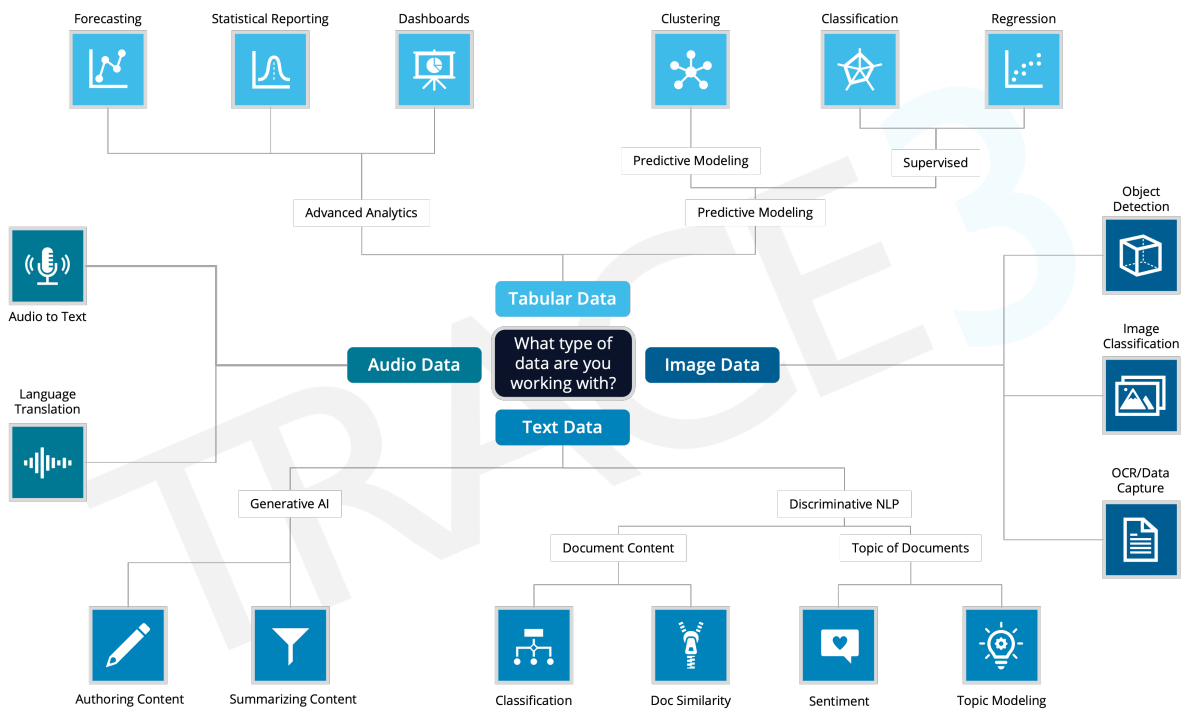 Forecasting
Statistical Reporting
Dashboards
Clustering
Classification
Regression
Predictive Modeling
Supervised
Advanced Analytics
Predictive Modeling
Object
Detection
Audio to Text
Tabular Data
What type of
data are you
working with?
Audio Data
Image Data
Text Data
Image
Classification
Language
Translation
OCR/Data
Capture
Generative AI
Discriminative NLP
Document Content
Topic of Documents
Authoring Content
Summarizing Content
Classification
Doc Similarity
Sentiment
Topic Modeling
TRACE3